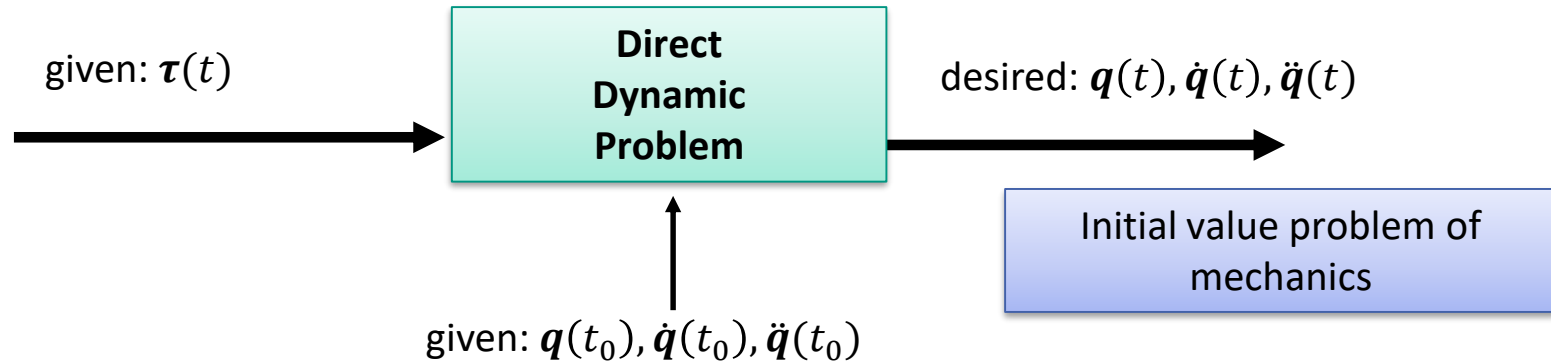 given: 𝝉(𝑡)
Direct
Dynamic
Problem
desired: 𝒒(𝑡), 𝒒̇(𝑡), 𝒒̈(𝑡)
Initial value problem of
mechanics
given: 𝒒(𝑡₀), 𝒒̇(𝑡₀), 𝒒̈(𝑡₀)